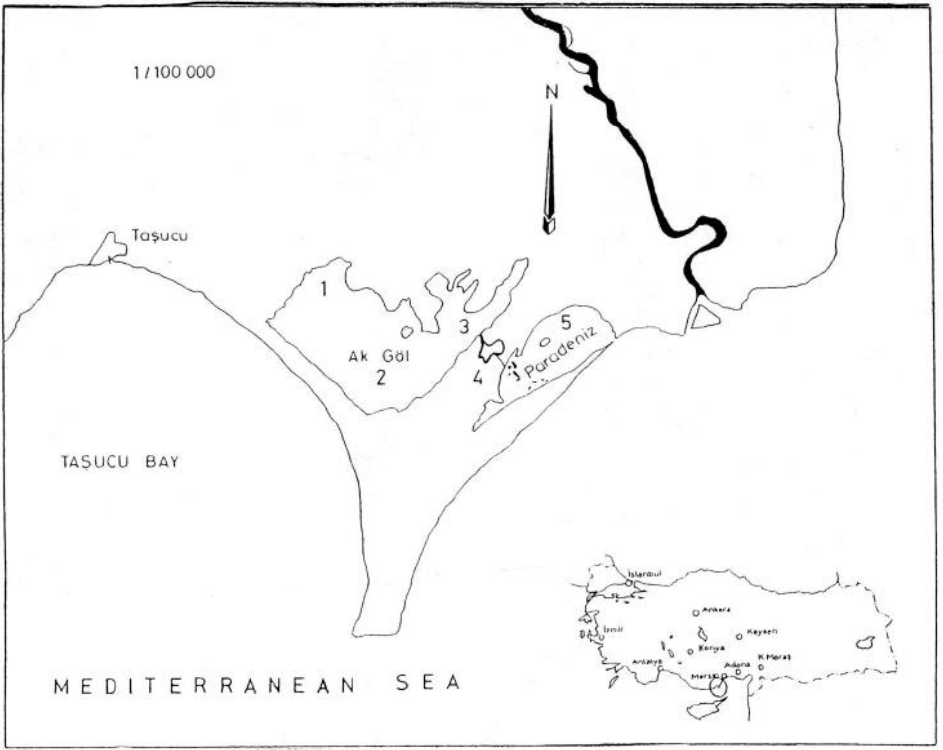 1/100 000
N
Taşucu
1
3
5
Ak Göl
Paradeniz
2
4
TAŞUCU BAY
MEDITERRANEAN SEA
İstanbul
Ankara
İzmir
Kayseri
Konya
Antalya
Adana
K.Maraş